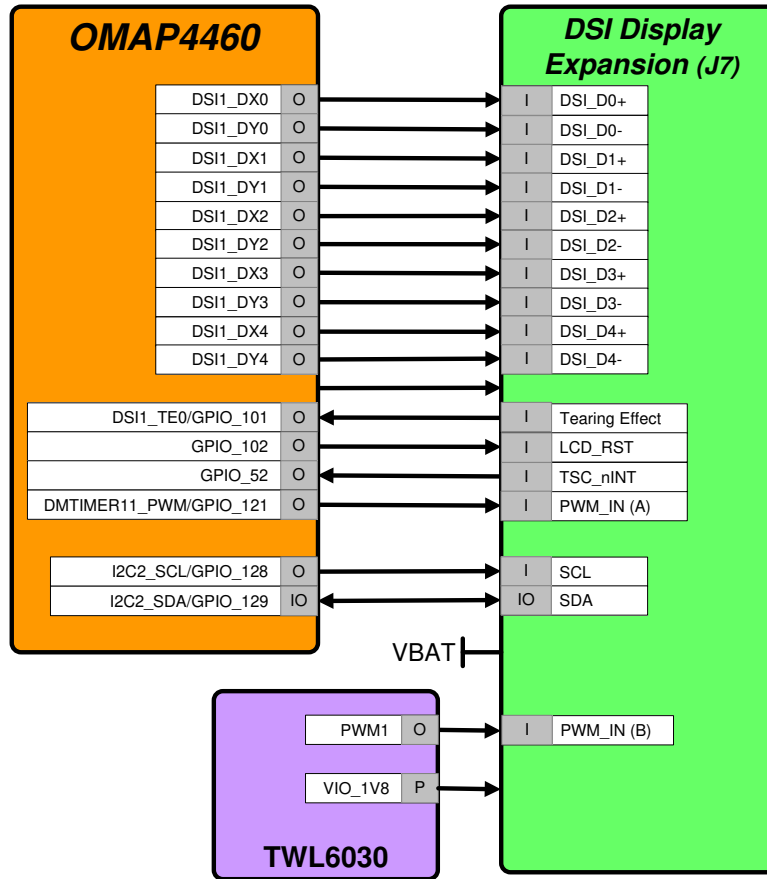 OMAP4460
DSI Display
Expansion (J7)
DSI1_DX0 O I DSI_D0+
DSI1_DY0 O I DSI_D0-
DSI1_DX1 O I DSI_D1+
DSI1_DY1 O I DSI_D1-
DSI1_DX2 O I DSI_D2+
DSI1_DY2 O I DSI_D2-
DSI1_DX3 O I DSI_D3+
DSI1_DY3 O I DSI_D3-
DSI1_DX4 O I DSI_D4+
DSI1_DY4 O I DSI_D4-
DSI1_TE0/GPIO_101 O I Tearing Effect
GPIO_102 O I LCD_RST
GPIO_52 O I TSC_nINT
DMTIMER11_PWM/GPIO_121 O I PWM_IN (A)
I2C2_SCL/GPIO_128 O I SCL
I2C2_SDA/GPIO_129 IO IO SDA
VBAT
PWM1 O I PWM_IN (B)
VIO_1V8 P
TWL6030